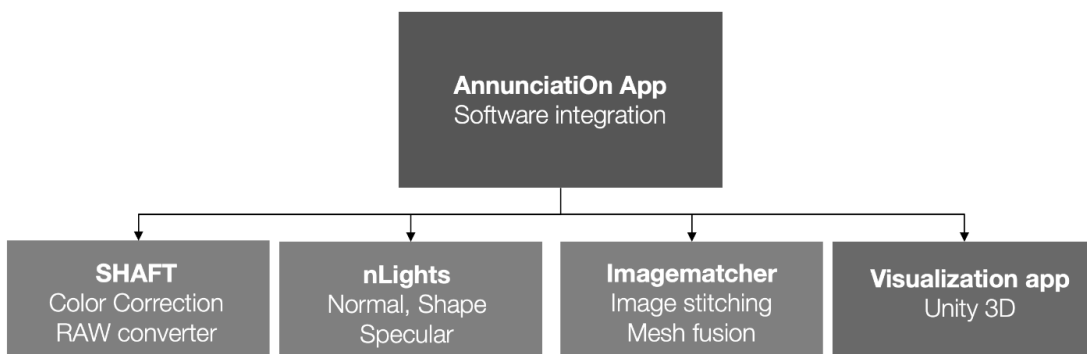 AnnunciatiOn App
Software integration
SHAFT
Color Correction
RAW converter
nLights
Normal, Shape
Specular
Imagematcher
Image stitching
Mesh fusion
Visualization app
Unity 3D